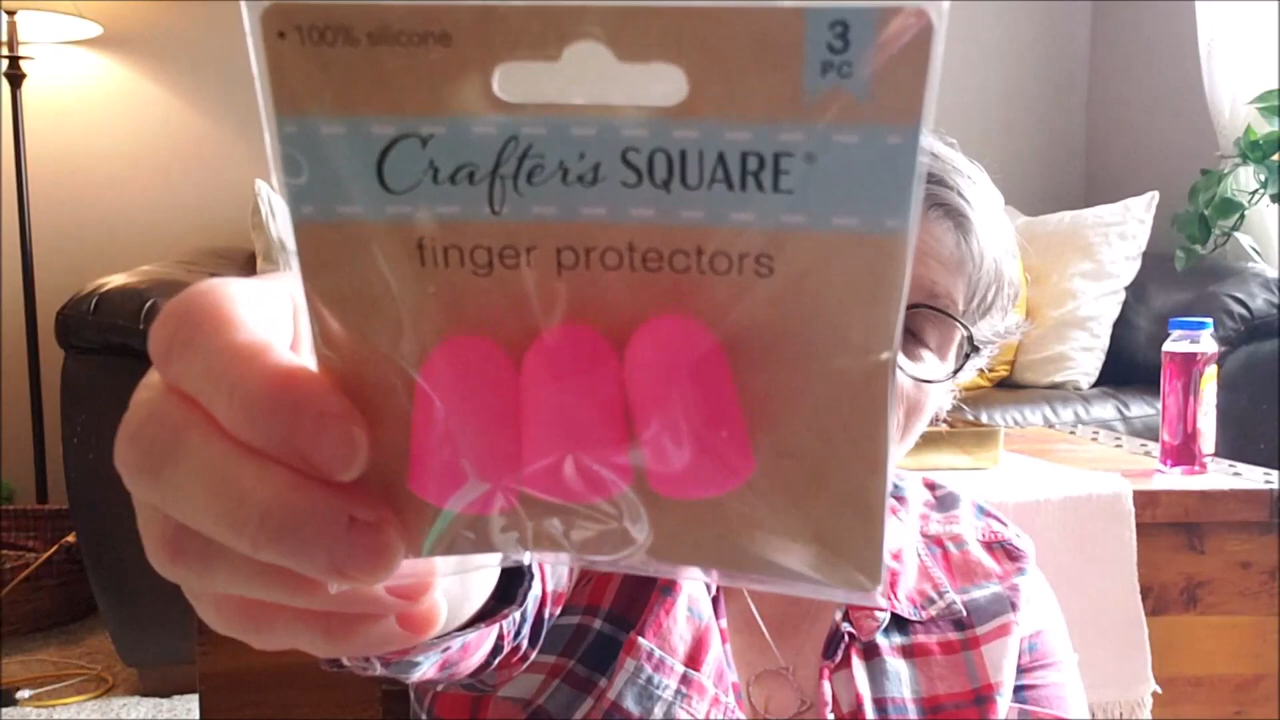 • 100% silicone
3
PC
Crafter's SQUARE®
finger protectors